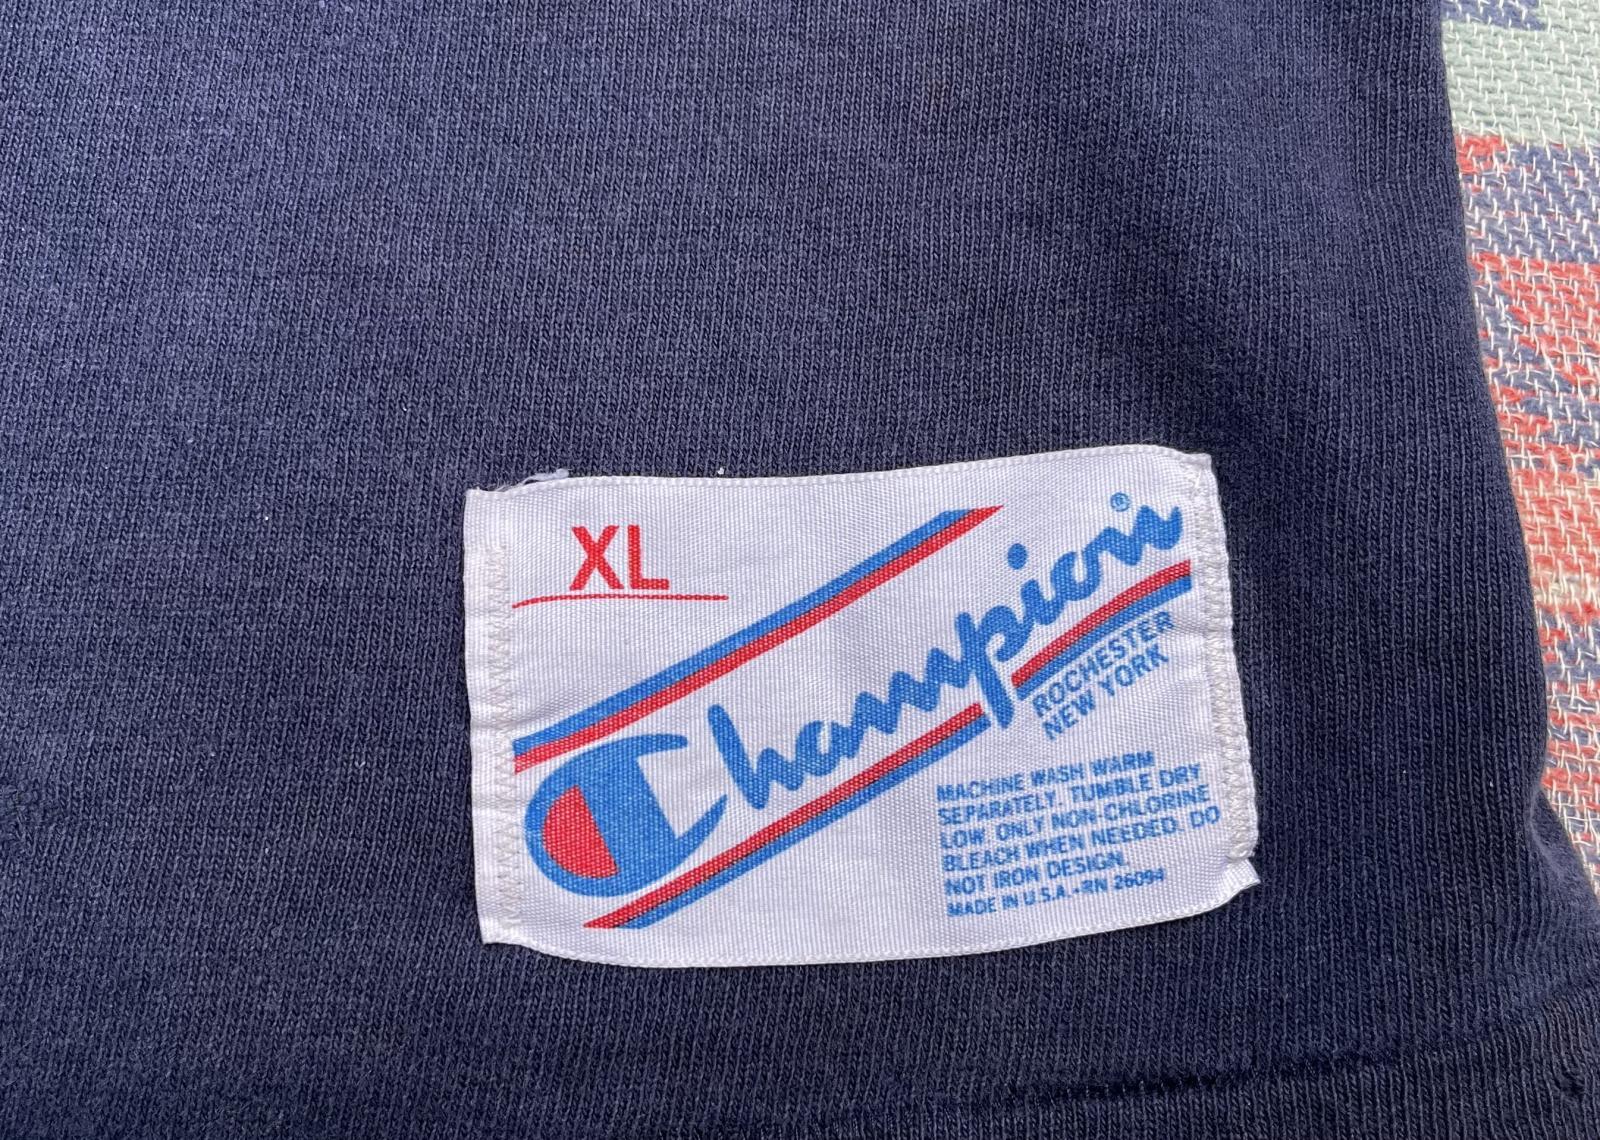 XL
Champion®
ROCHESTER
NEW YORK
MACHINE WASH WARM
SEPARATELY. TUMBLE DRY
LOW ONLY NON-CHLORINE
BLEACH WHEN NEEDED. DO
NOT IRON DESIGN.
MADE IN U.S.A.-RN 26094